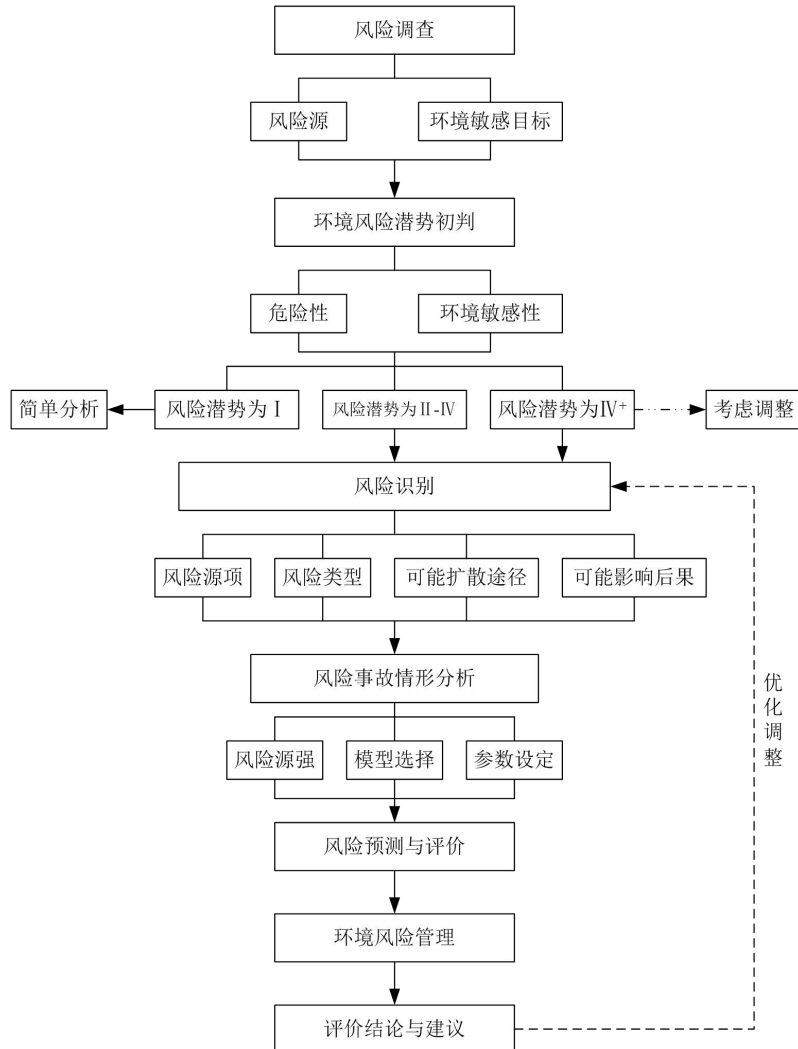 风险调查
风险源
环境敏感目标
环境风险潜势初判
危险性
环境敏感性
简单分析
风险潜势为Ⅰ
风险潜势为Ⅱ-Ⅳ
风险潜势为Ⅳ⁺
考虑调整
风险识别
风险源项
风险类型
可能扩散途径
可能影响后果
风险事故情形分析
优化调整
风险源强
模型选择
参数设定
风险预测与评价
环境风险管理
评价结论与建议